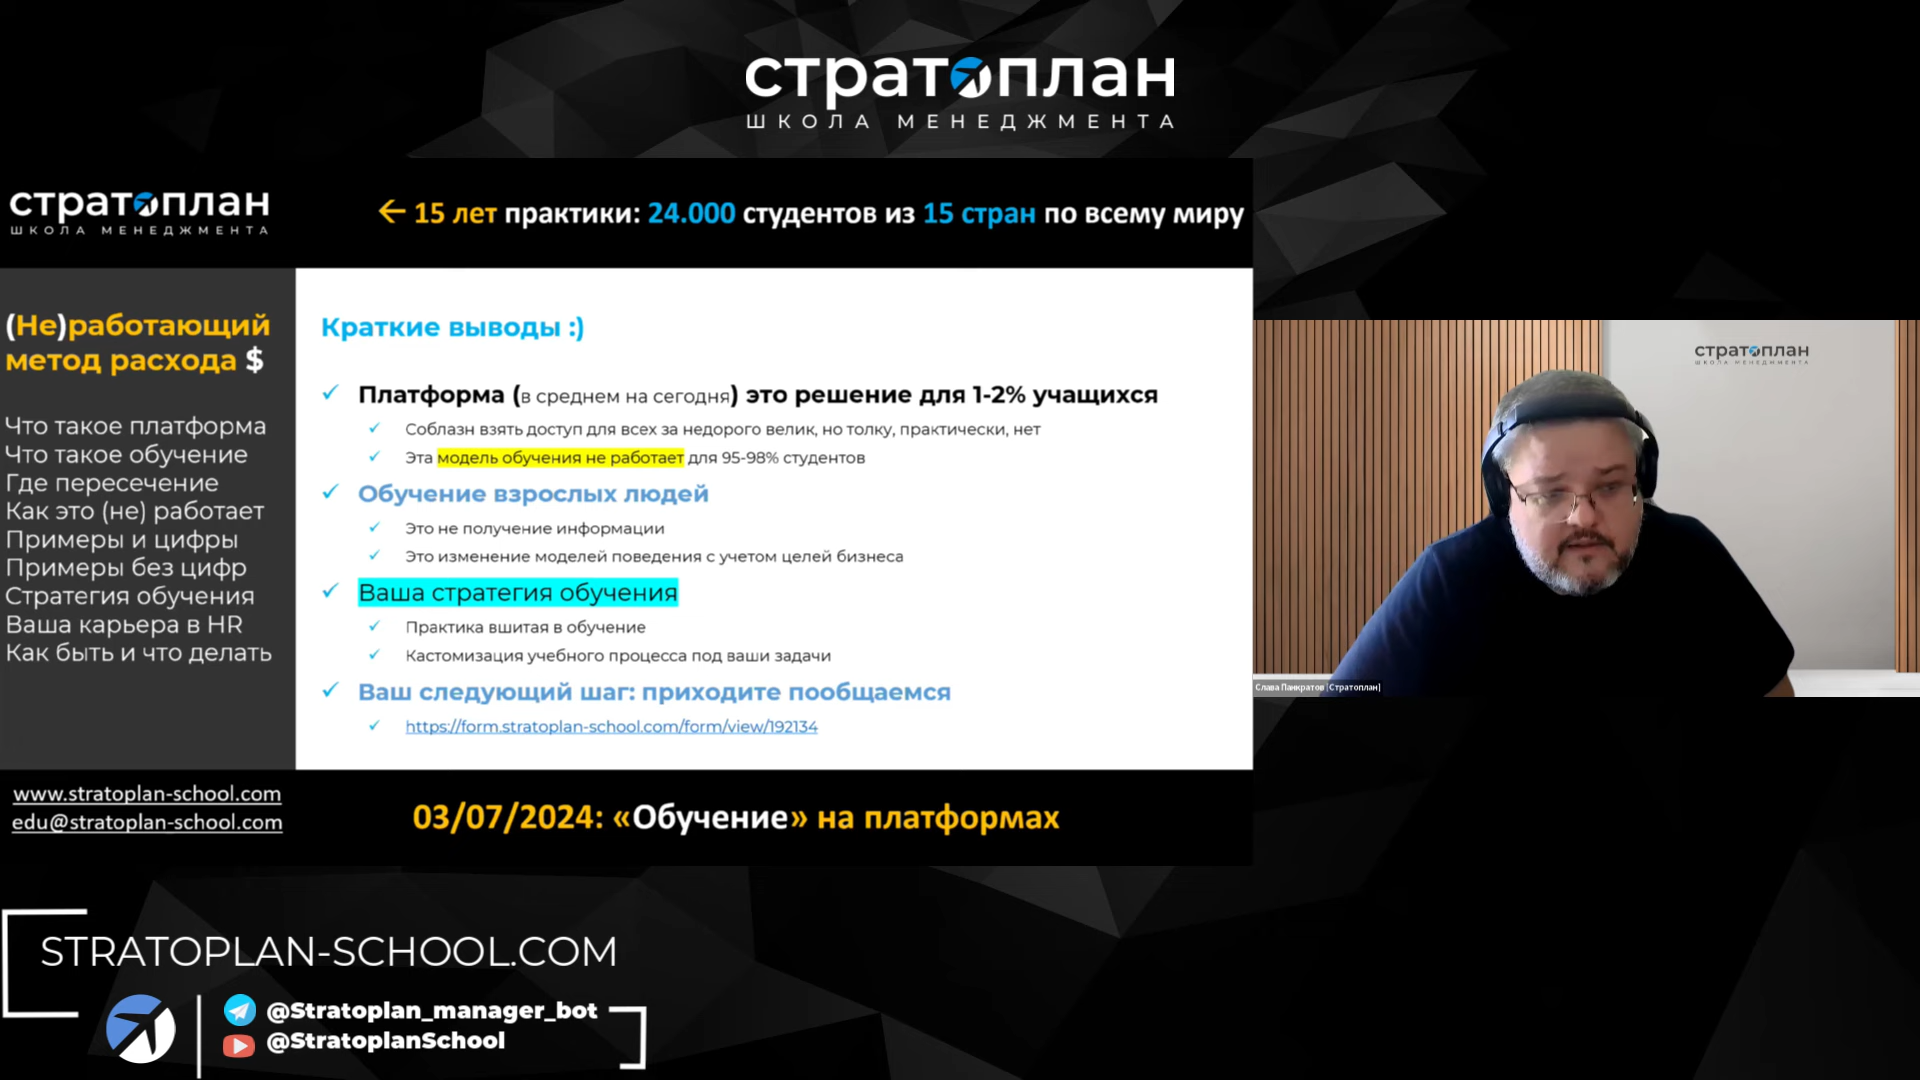 стратоплан
ШКОЛА МЕНЕДЖМЕНТА
стратоплан
ШКОЛА МЕНЕДЖМЕНТА
← 15 лет практики: 24.000 студентов из 15 стран по всему миру
(Не)работающий
метод расхода $
Что такое платформа
Что такое обучение
Где пересечение
Как это (не) работает
Примеры и цифры
Примеры без цифр
Стратегия обучения
Ваша карьера в HR
Как быть и что делать
Краткие выводы :)
✓ Платформа (в среднем на сегодня) это решение для 1-2% учащихся
✓ Соблазн взять доступ для всех за недорого велик, но толку, практически, нет
✓ Эта модель обучения не работает для 95-98% студентов
✓ Обучение взрослых людей
✓ Это не получение информации
✓ Это изменение моделей поведения с учетом целей бизнеса
✓ Ваша стратегия обучения
✓ Практика вшитая в обучение
✓ Кастомизация учебного процесса под ваши задачи
✓ Ваш следующий шаг: приходите пообщаемся
✓ https://form.stratoplan-school.com/form/view/192134
стратоплан
ШКОЛА МЕНЕДЖМЕНТА
Слава Панкратов [Стратоплан]
www.stratoplan-school.com
edu@stratoplan-school.com
03/07/2024: «Обучение» на платформах
STRATOPLAN-SCHOOL.COM
@Stratoplan_manager_bot
@StratoplanSchool